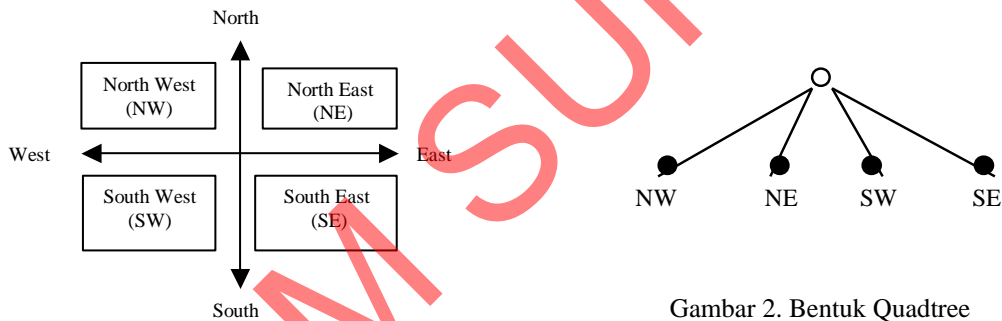 North
North West
(NW)
North East
(NE)
West
East
South West
(SW)
South East
(SE)
South
NW NE SW SE
Gambar 2. Bentuk Quadtree